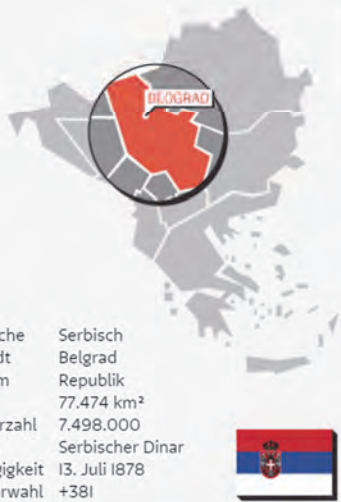 BEOGRAD
che Serbisch
dt Belgrad
m Republik
77.474 km²
rzahl 7.498.000
Serbischer Dinar
gigkeit 13. Juli 1878
rwahl +381